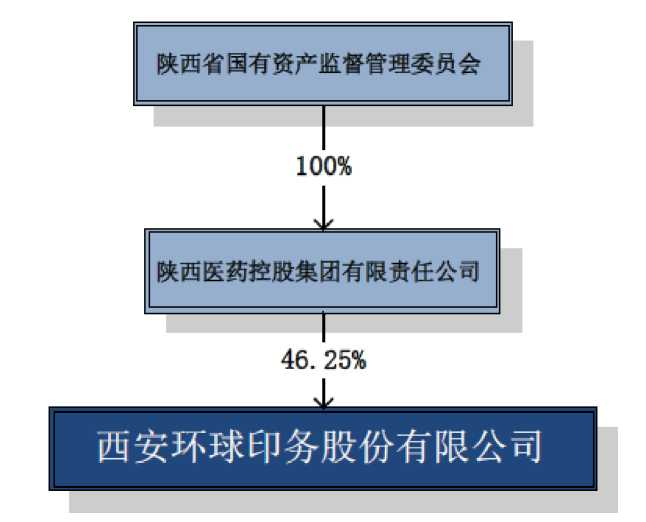 陕西省国有资产监督管理委员会
100%
陕西医药控股集团有限责任公司
46.25%
西安环球印务股份有限公司